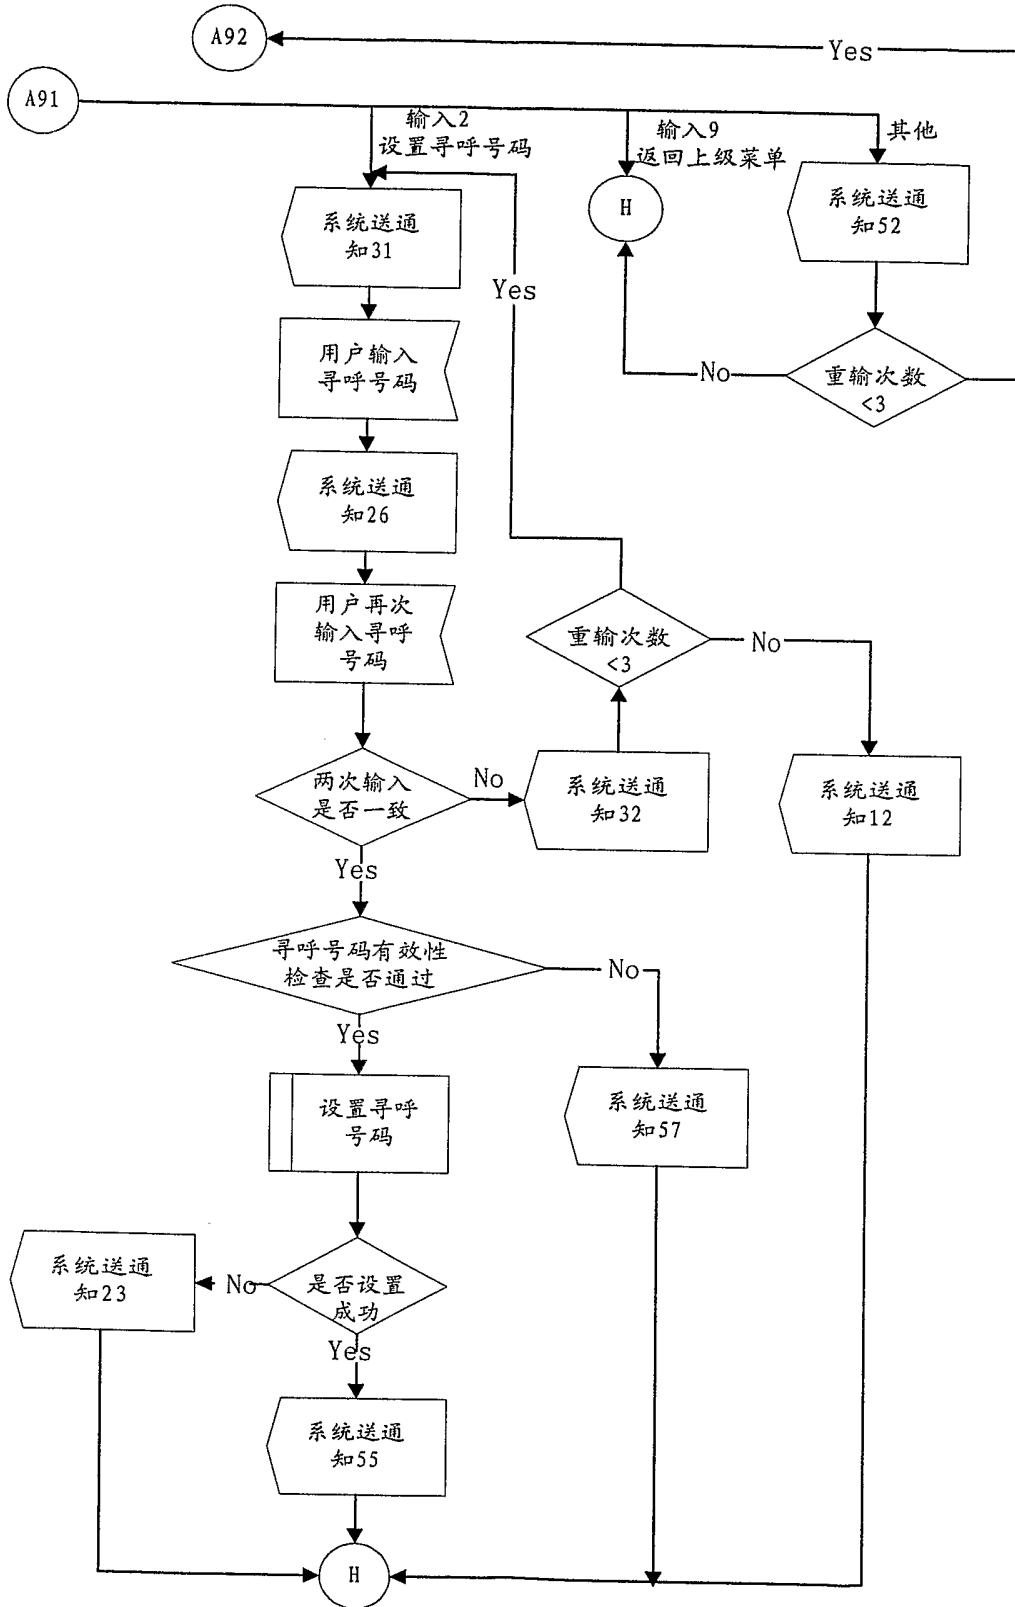 A92
Yes
A91
输入2
设置寻呼号码
输入9
返回上级菜单
其他
系统送通
知31
H
系统送通
知52
Yes
用户输入
寻呼号码
No
重输次数
<3
系统送通
知26
用户再次
输入寻呼
号码
重输次数
<3
No
两次输入
是否一致
No
系统送通
知32
系统送通
知12
Yes
寻呼号码有效性
检查是否通过
No
Yes
设置寻呼
号码
系统送通
知57
系统送通
知23
No
是否设置
成功
Yes
系统送通
知55
H